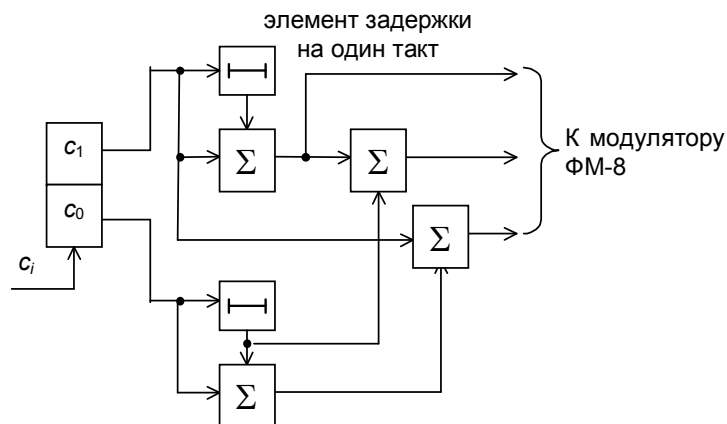 элемент задержки
на один такт
К модулятору
ФМ-8
c₁
Σ
Σ
c₀
Σ
cᵢ
Σ